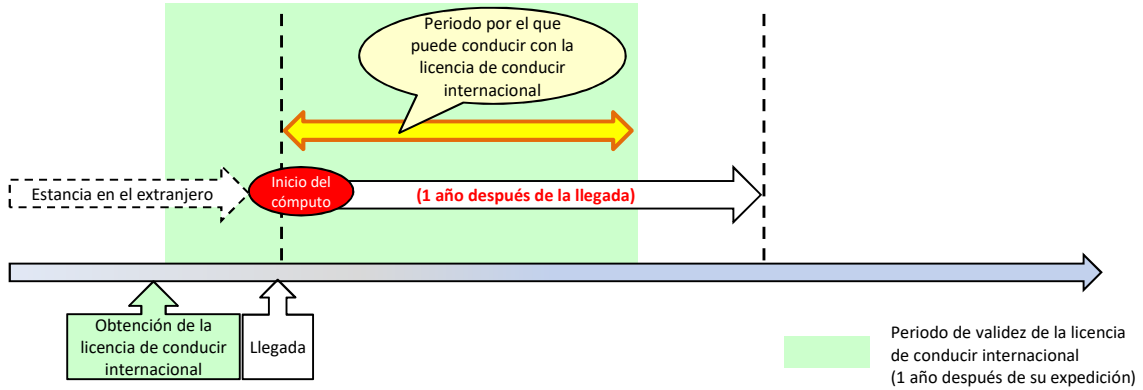 Periodo por el que
puede conducir con la
licencia de conducir
internacional
Estancia en el extranjero
Inicio del
cómputo
(1 año después de la llegada)
Obtención de la
licencia de conducir
internacional
Llegada
Periodo de validez de la licencia
de conducir internacional
(1 año después de su expedición)